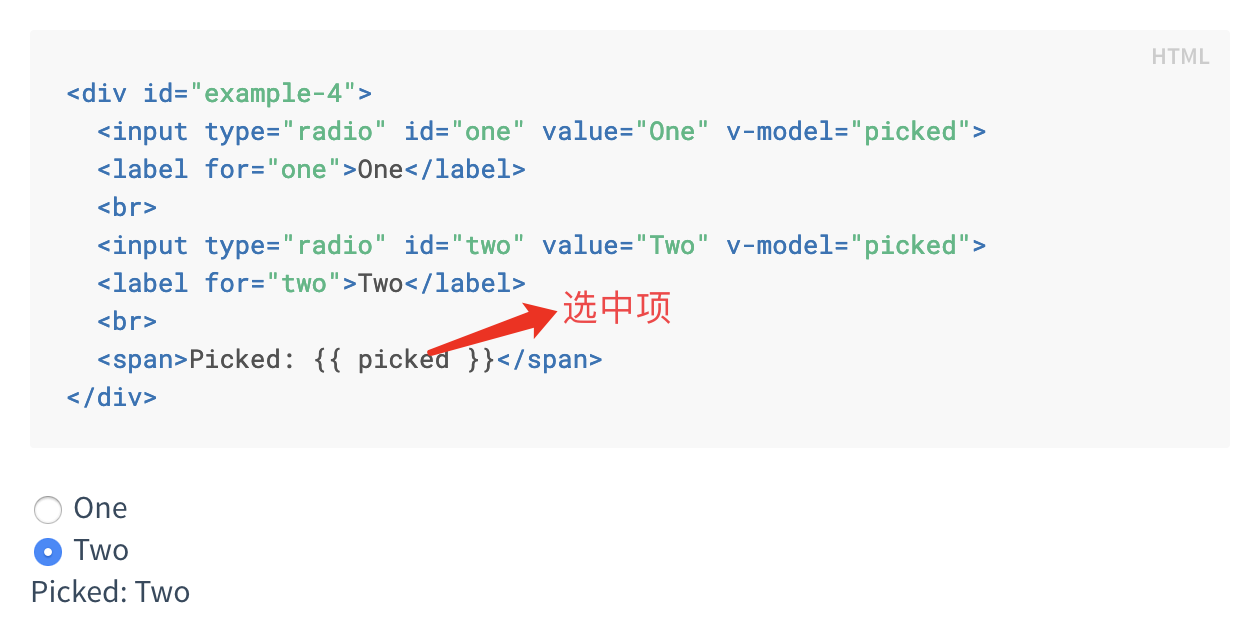 HTML
<div id="example-4">
<input type="radio" id="one" value="One" v-model="picked">
<label for="one">One</label>
<br>
<input type="radio" id="two" value="Two" v-model="picked">
<label for="two">Two</label>
选中项
<br>
<span>Picked: {{ picked }}</span>
</div>
One
Two
Picked: Two